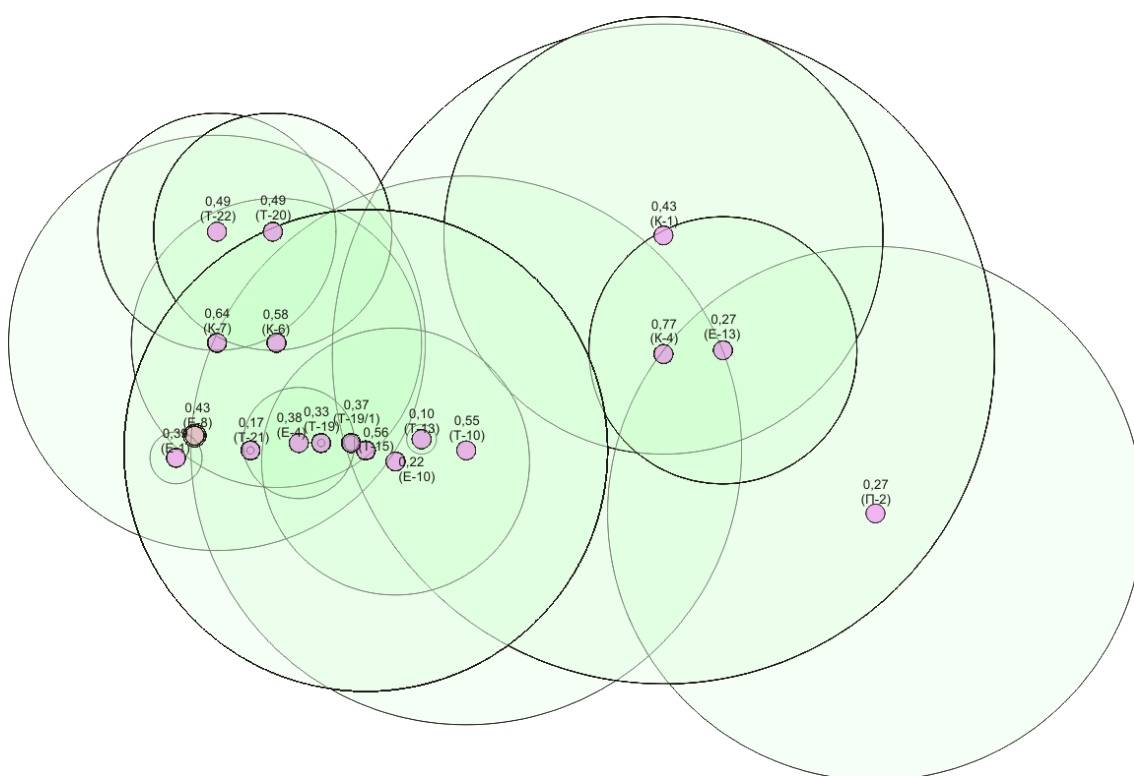 0,49
(Т-22)
0,49
(Т-20)
0,43
(К-1)
0,64
(К-7)
0,58
(К-6)
0,77
(К-4)
0,27
(Е-13)
0,43
(Е-8)
0,17
(Т-21)
0,38
(Е-4)
0,33
(Т-19)
0,37
(Т-19/1)
0,56
(Т-15)
0,10
(Т-13)
0,55
(Т-10)
0,22
(Е-10)
0,27
(П-2)